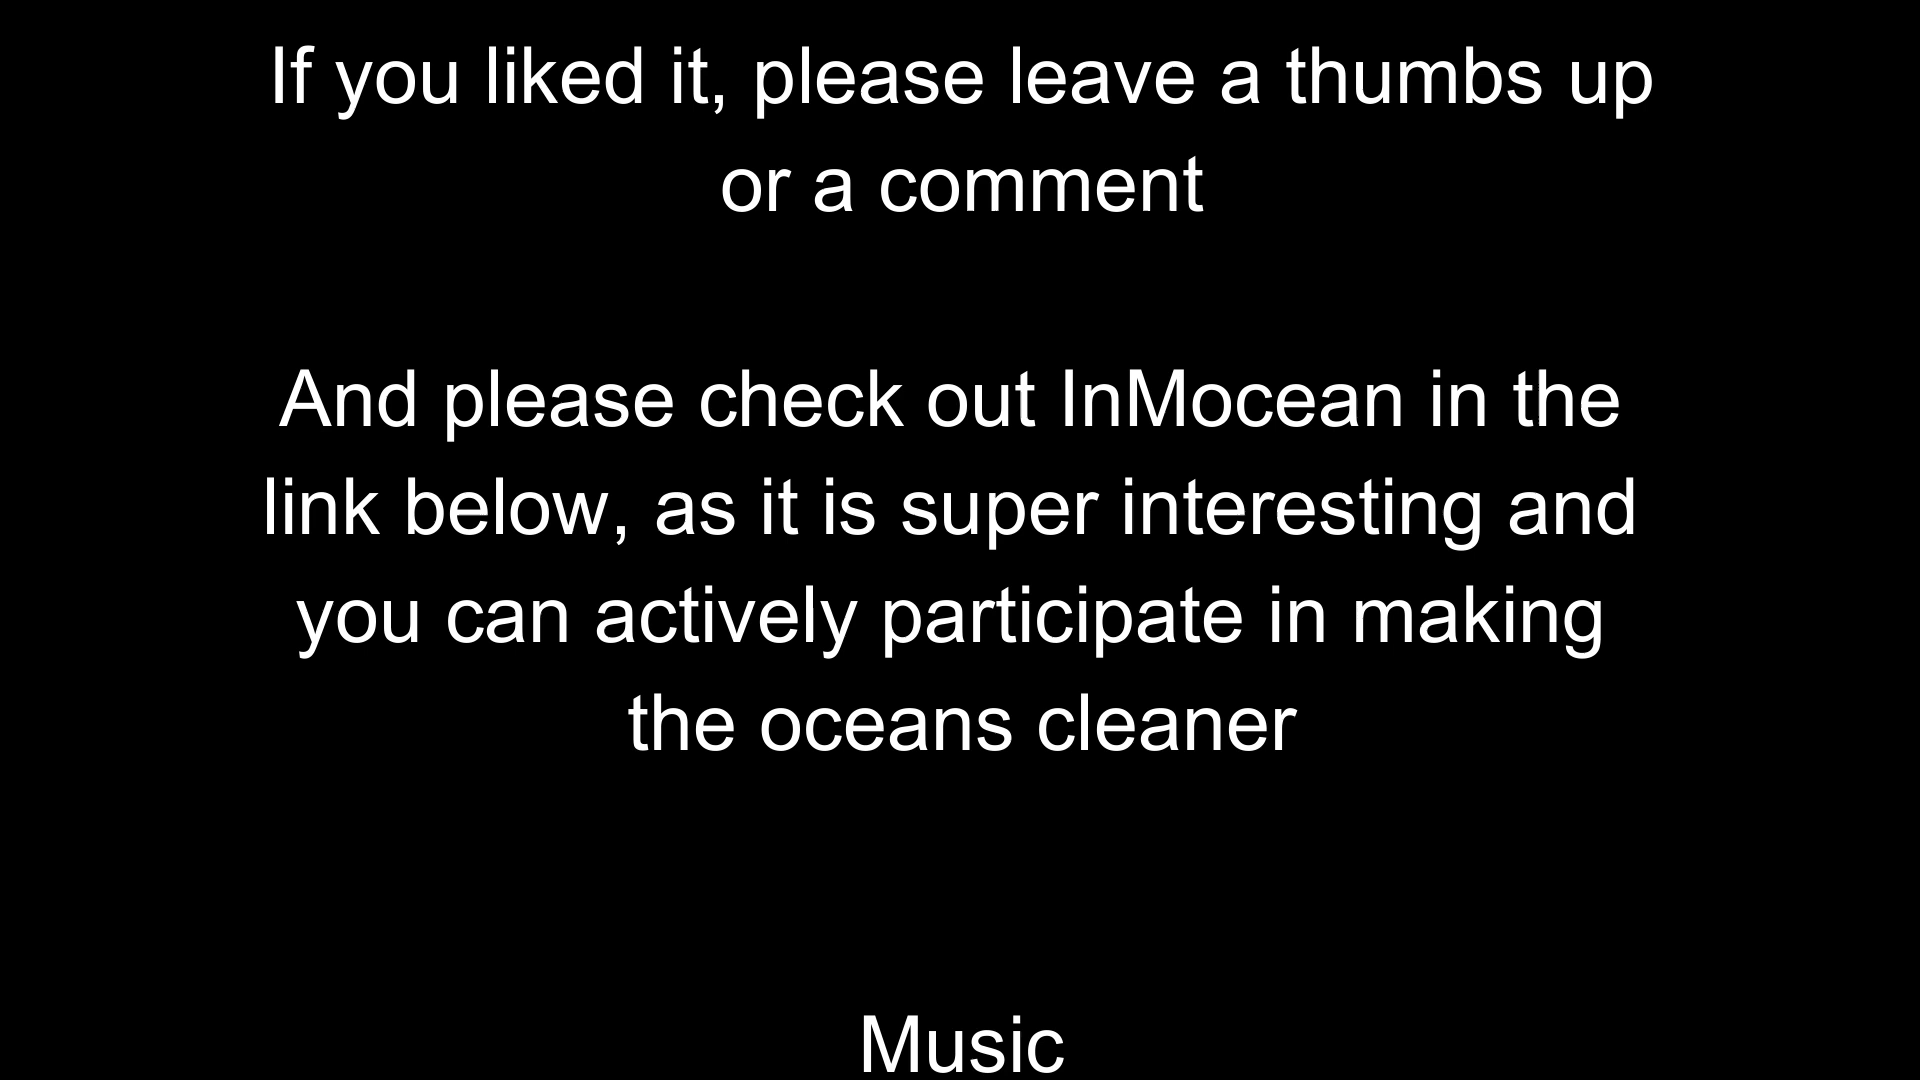 If you liked it, please leave a thumbs up
or a comment
And please check out InMocean in the
link below, as it is super interesting and
you can actively participate in making
the oceans cleaner
Music